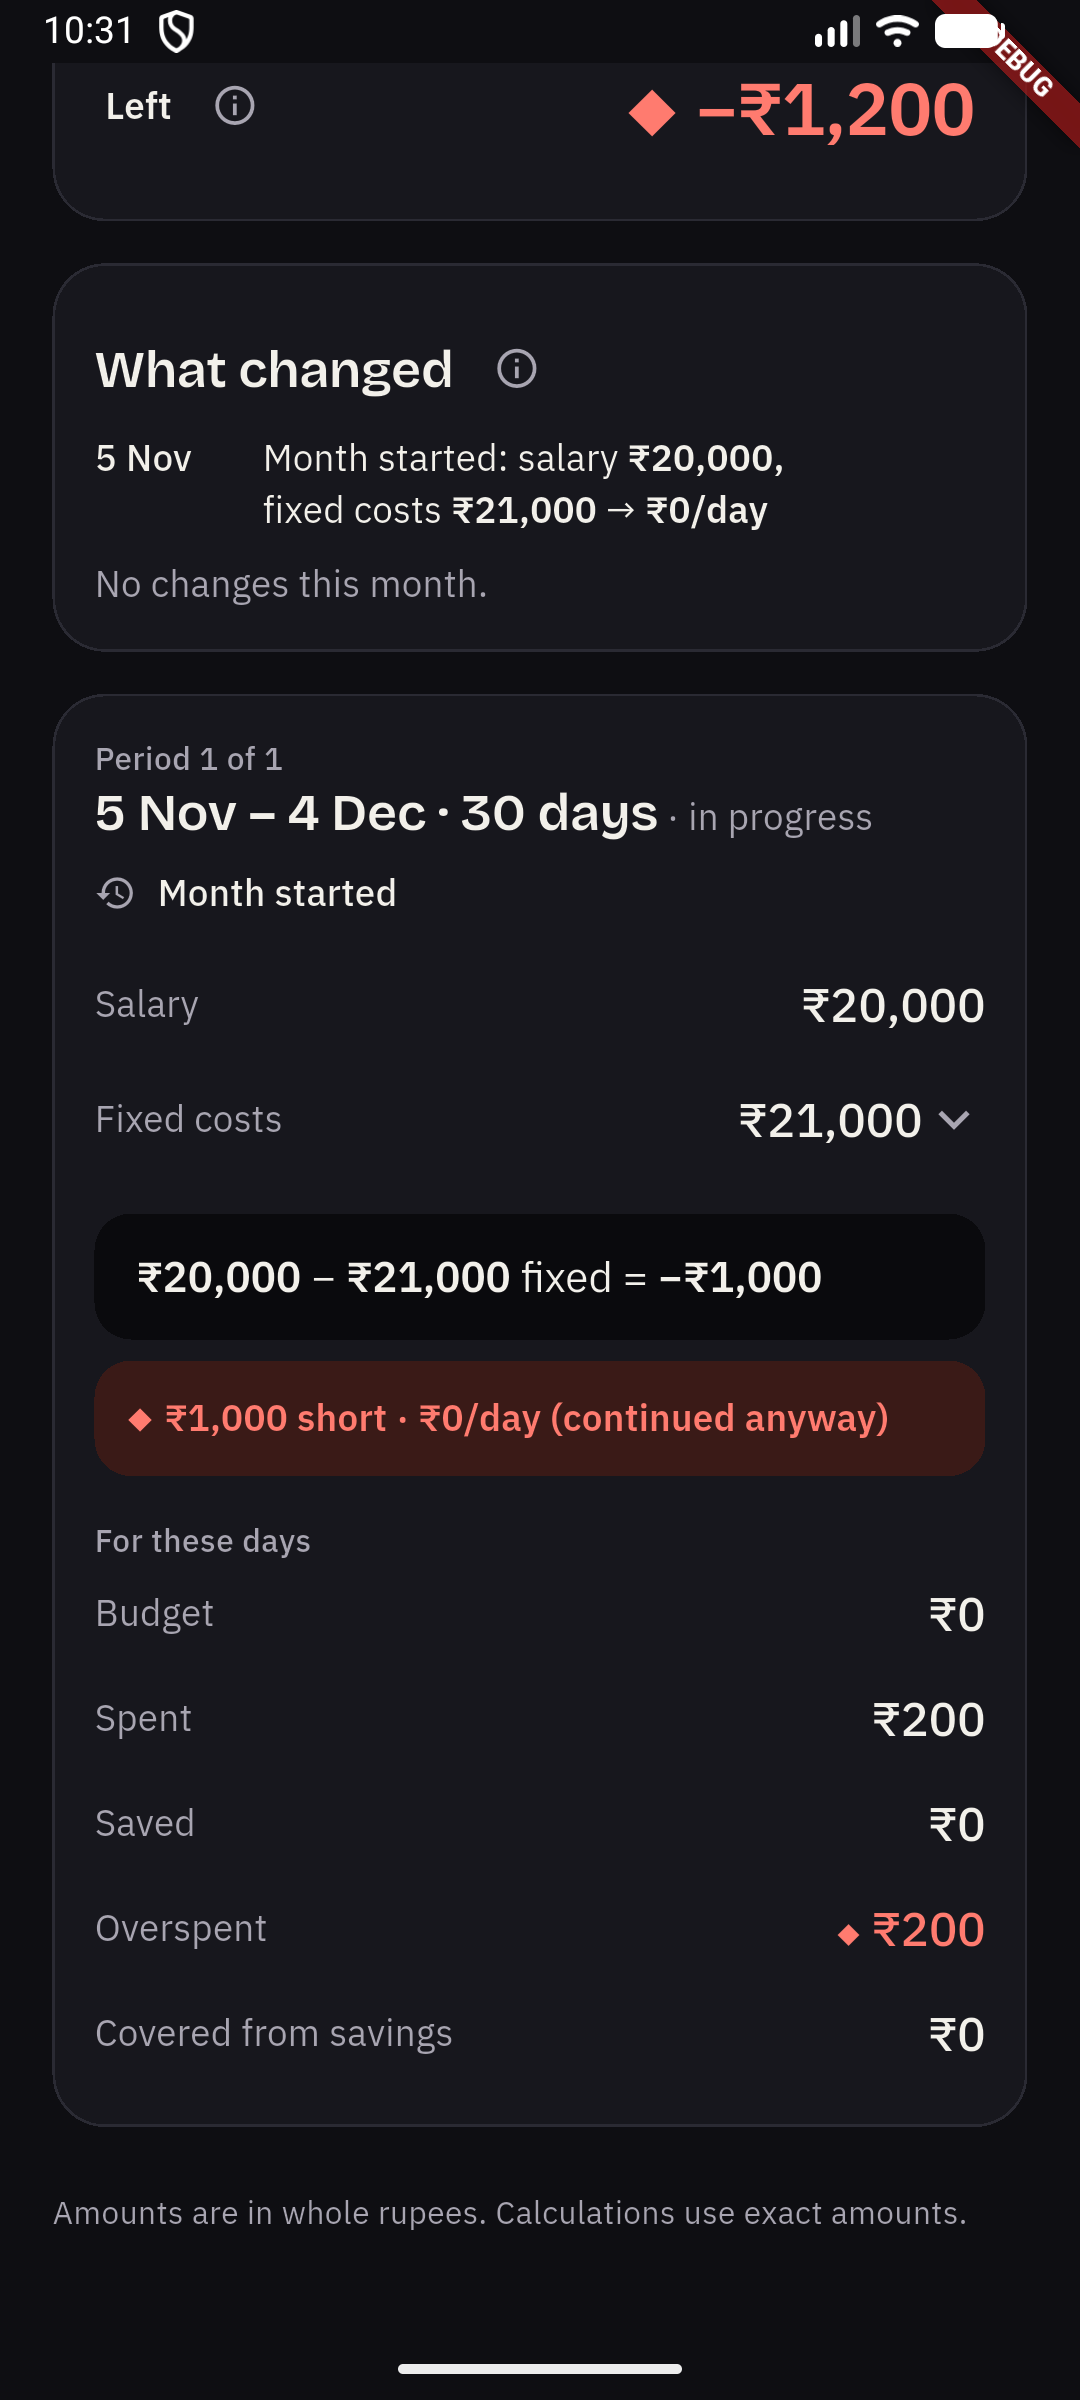 10:31
DEBUG
Left
–₹1,200
What changed
5 Nov
Month started: salary ₹20,000,
fixed costs ₹21,000 → ₹0/day
No changes this month.
Period 1 of 1
5 Nov – 4 Dec · 30 days · in progress
Month started
Salary
₹20,000
Fixed costs
₹21,000
₹20,000 – ₹21,000 fixed = –₹1,000
₹1,000 short · ₹0/day (continued anyway)
For these days
Budget
₹0
Spent
₹200
Saved
₹0
Overspent
₹200
Covered from savings
₹0
Amounts are in whole rupees. Calculations use exact amounts.